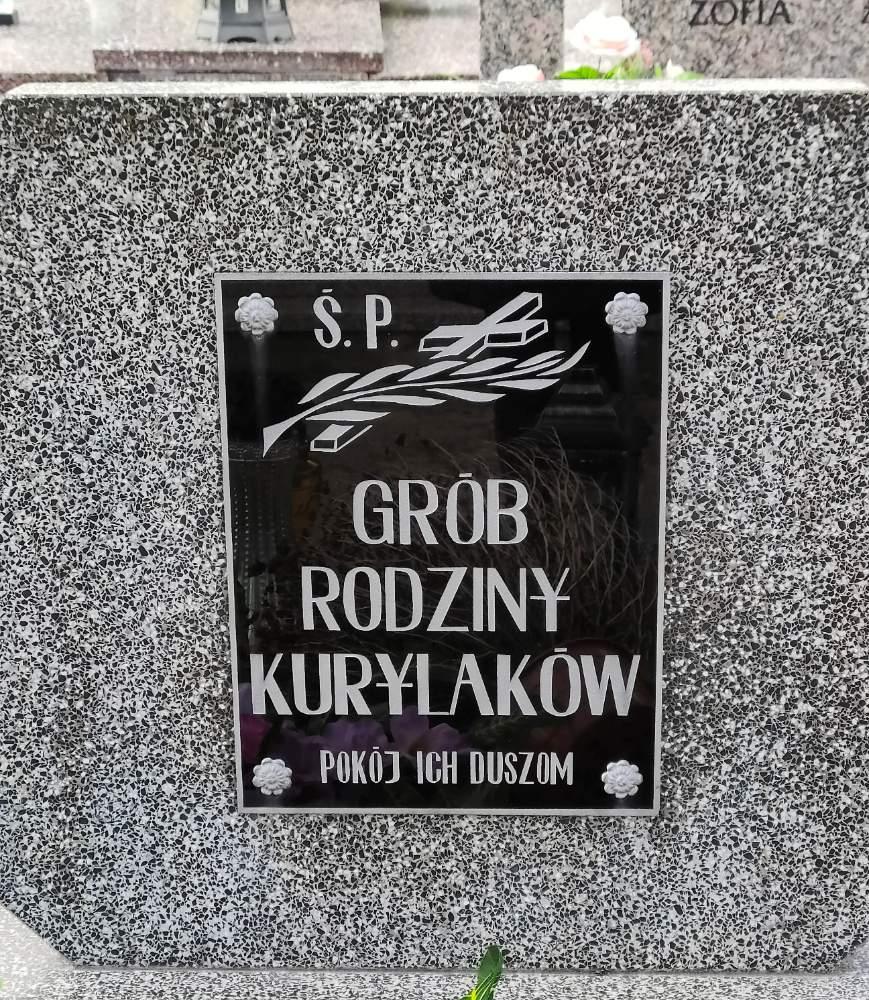 ZOFIA
Ś. P.
GRÓB
RODZINY
KURYLAKÓW
POKÓJ ICH DUSZOM